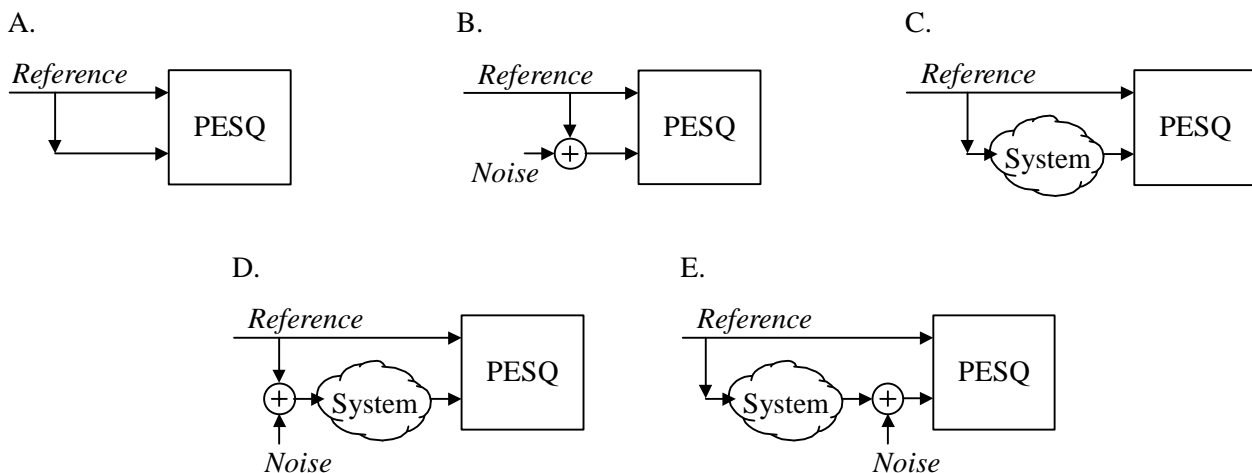 A.
Reference
PESQ
B.
Reference
PESQ
Noise
C.
Reference
PESQ
System
D.
Reference
PESQ
System
Noise
E.
Reference
PESQ
System
Noise